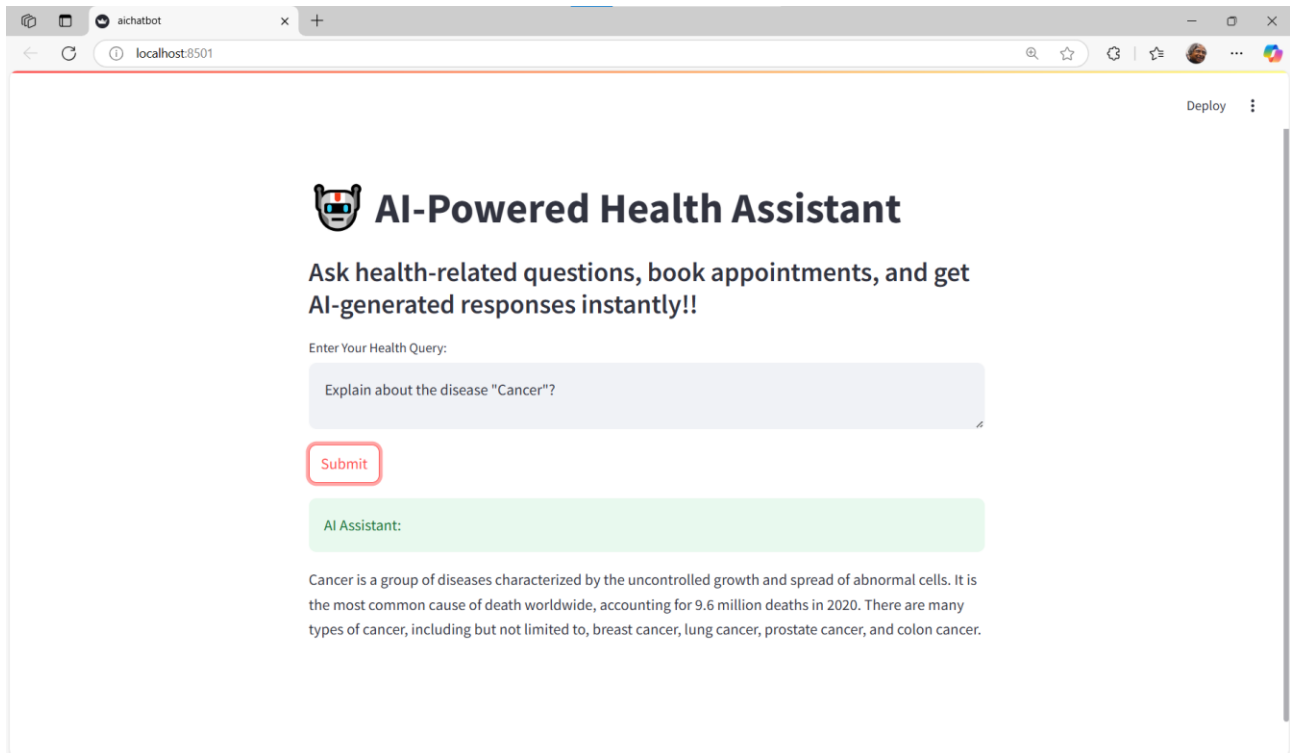 aichatbot
localhost:8501
Deploy
AI-Powered Health Assistant
Ask health-related questions, book appointments, and get
AI-generated responses instantly!!
Enter Your Health Query:
Explain about the disease "Cancer"?
Submit
AI Assistant:
Cancer is a group of diseases characterized by the uncontrolled growth and spread of abnormal cells. It is
the most common cause of death worldwide, accounting for 9.6 million deaths in 2020. There are many
types of cancer, including but not limited to, breast cancer, lung cancer, prostate cancer, and colon cancer.